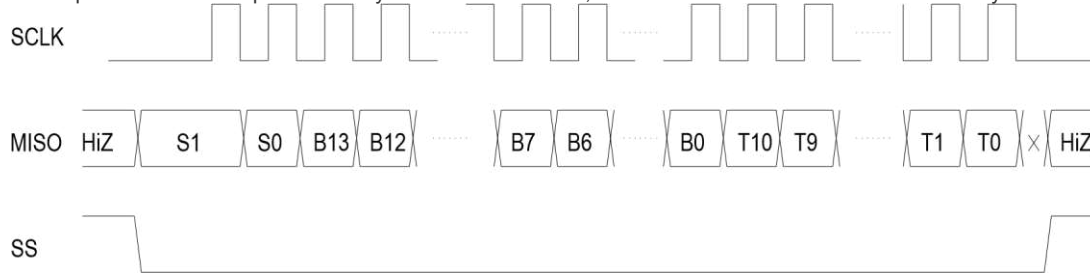 SCLK
MISO HiZ S1 S0 B13 B12 ........ B7 B6 ........ B0 T10 T9 ........ T1 T0 X HiZ
SS